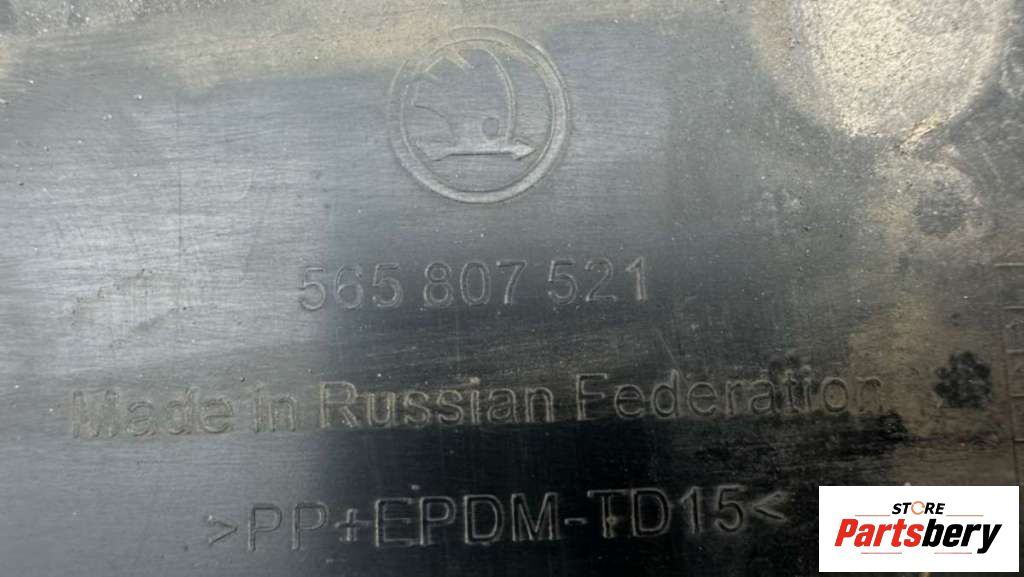 565 807 521
Made in Russian Federation
>PP+EPDM-TD15<
STORE
Partsbery